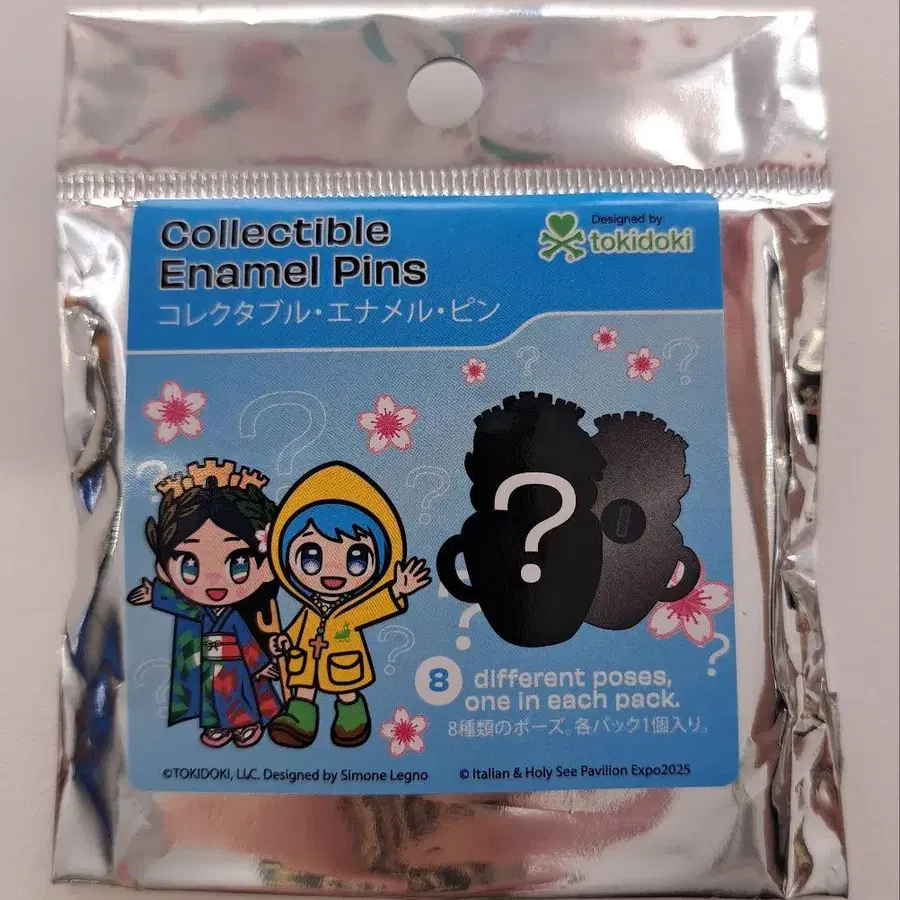 Collectible
Enamel Pins
コレクタブル・エナメル・ピン
Designed by
tokidoki
?
8 different poses,
one in each pack.
8種類のポーズ。各パック1個入り。
©TOKIDOKI, LLC. Designed by Simone Legno
© Italian & Holy See Pavilion Expo2025